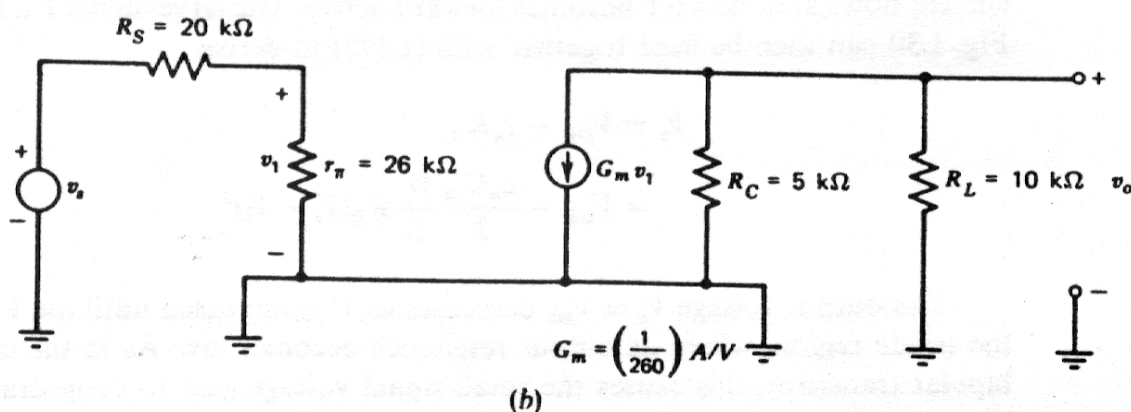 R_S = 20 kΩ
+
+
v_s
−
+
v_1
r_π = 26 kΩ
−
G_m v_1
R_C = 5 kΩ
R_L = 10 kΩ
v_o
−
G_m = (1/260) A/V
(b)